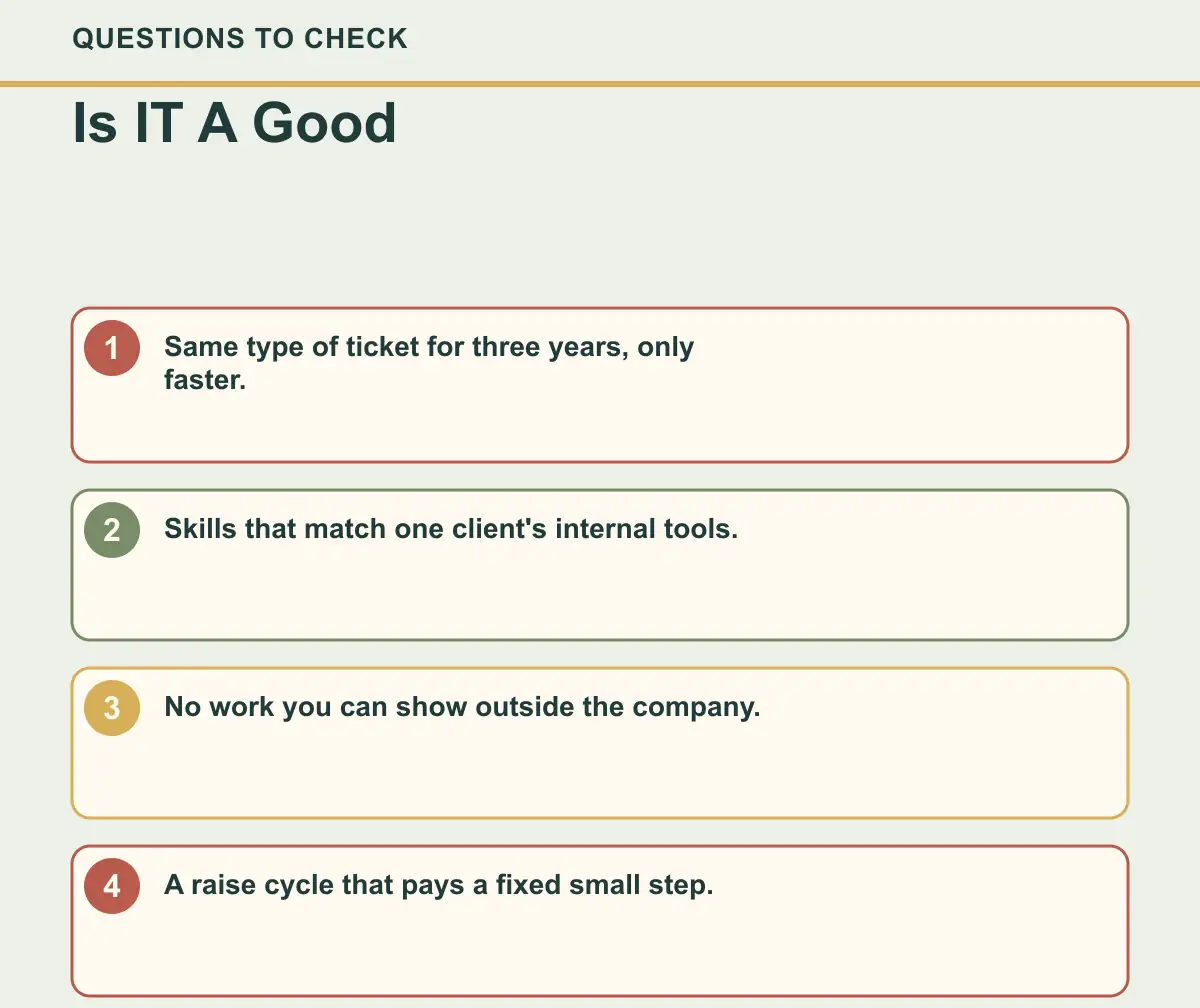 QUESTIONS TO CHECK
Is IT A Good
1
Same type of ticket for three years, only
faster.
2
Skills that match one client's internal tools.
3
No work you can show outside the company.
4
A raise cycle that pays a fixed small step.